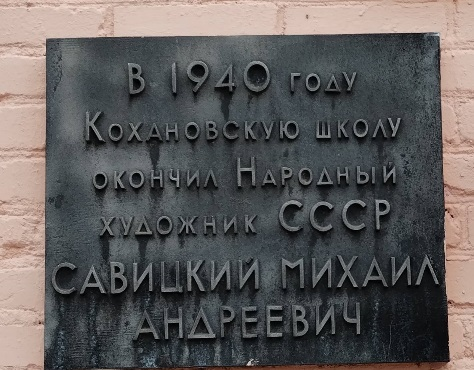 В 1940 году
Кохановскую школу
окончил Народный
художник СССР
САВИЦКИЙ МИХАИЛ
АНДРЕЕВИЧ